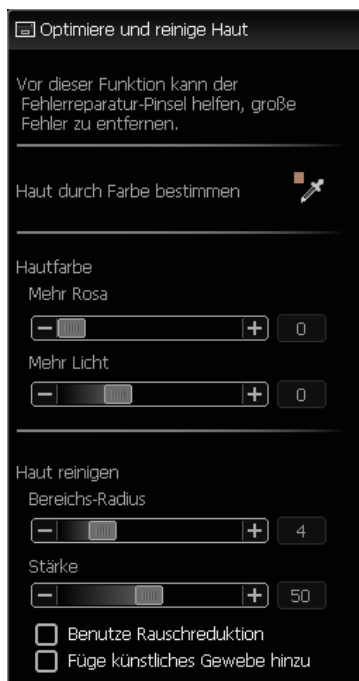 Optimiere und reinige Haut
Vor dieser Funktion kann der
Fehlerreparatur-Pinsel helfen, große
Fehler zu entfernen.
Haut durch Farbe bestimmen
Hautfarbe
Mehr Rosa
0
Mehr Licht
0
Haut reinigen
Bereichs-Radius
4
Stärke
50
Benutze Rauschreduktion
Füge künstliches Gewebe hinzu